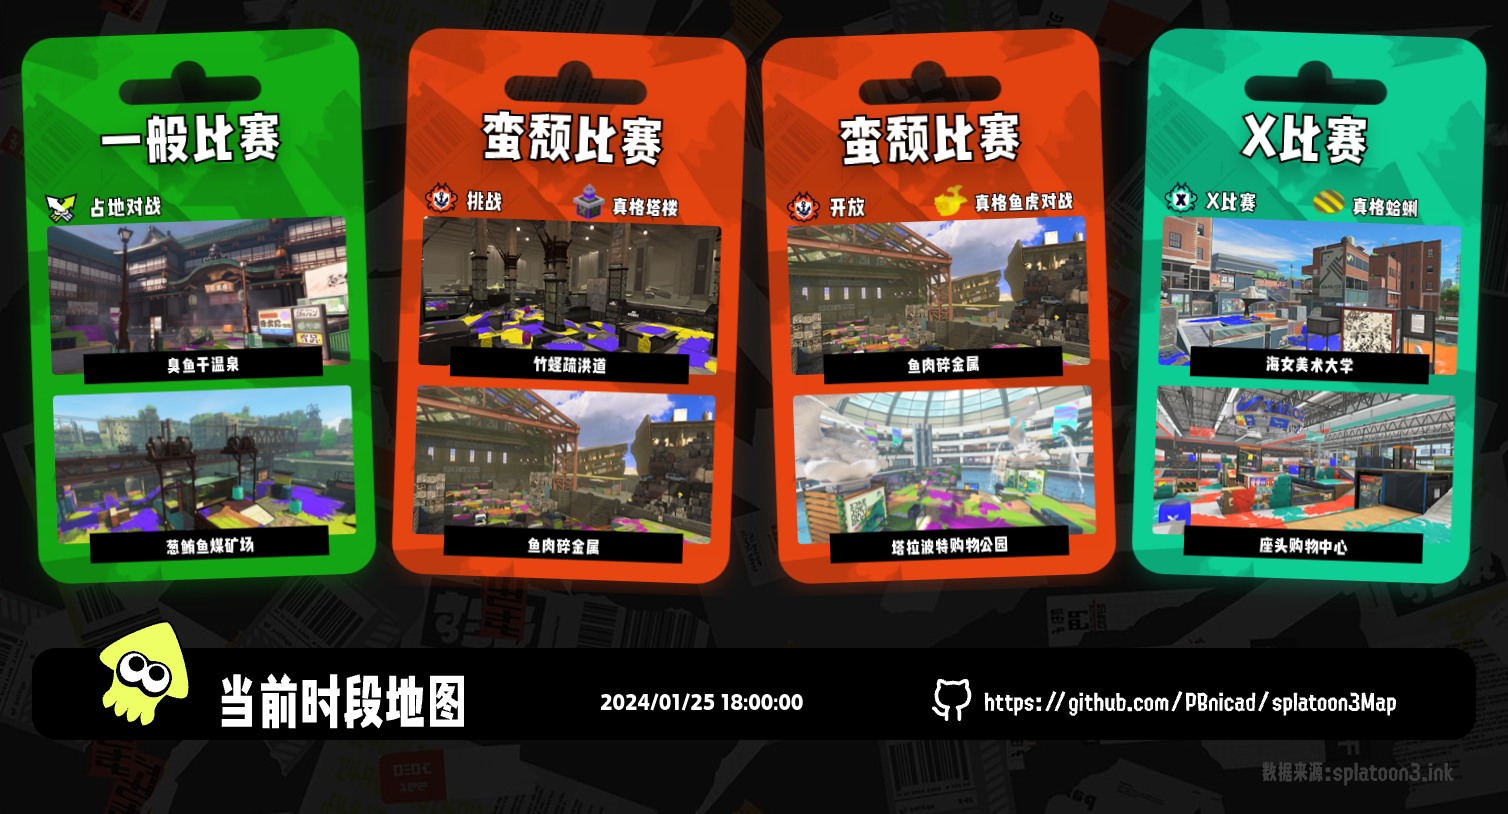 一般比赛
占地对战
臭鱼干温泉
葱鲔鱼煤矿场
蛮颓比赛
挑战
真格塔楼
竹蛏疏洪道
鱼肉碎金属
蛮颓比赛
开放
真格鱼虎对战
鱼肉碎金属
塔拉波特购物公园
X比赛
X比赛
真格蛤蜊
海女美术大学
座头购物中心
当前时段地图
2024/01/25 18:00:00
https://github.com/PBnicad/splatoon3Map
数据来源:splatoon3.ink